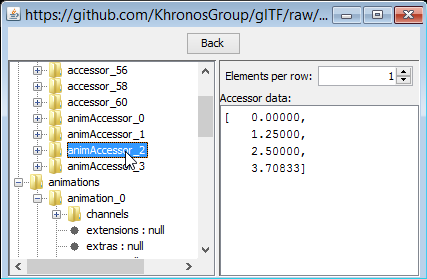 https://github.com/KhronosGroup/glTF/raw/...
Back
accessor_56
accessor_58
accessor_60
animAccessor_0
animAccessor_1
animAccessor_2
animAccessor_3
animations
animation_0
channels
extensions : null
extras : null
Elements per row: 1
Accessor data:
[ 0.00000,
1.25000,
2.50000,
3.70833]